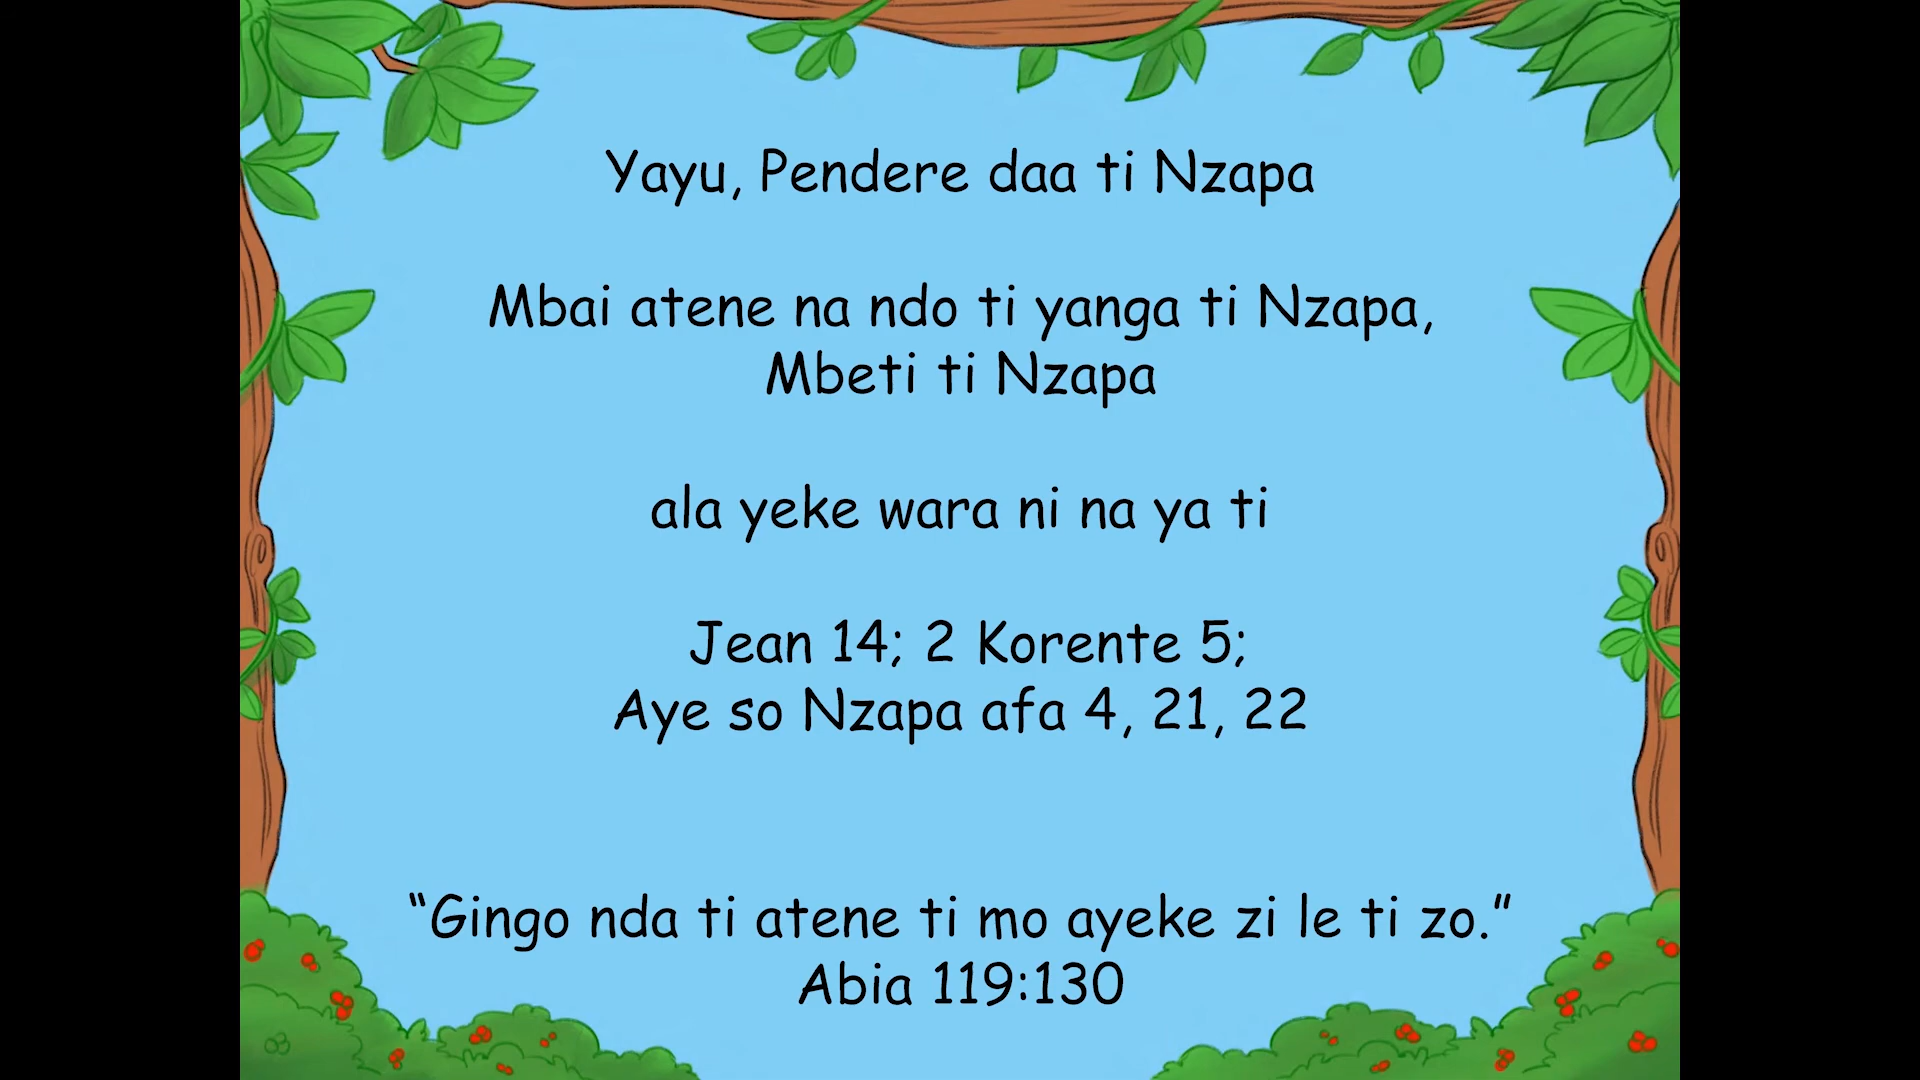 Yayu, Pendere daa ti Nzapa
Mbai atene na ndo ti yanga ti Nzapa,
Mbeti ti Nzapa
ala yeke wara ni na ya ti
Jean 14; 2 Korente 5;
Aye so Nzapa afa 4, 21, 22
“Gingo nda ti atene ti mo ayeke zi le ti zo.”
Abia 119:130